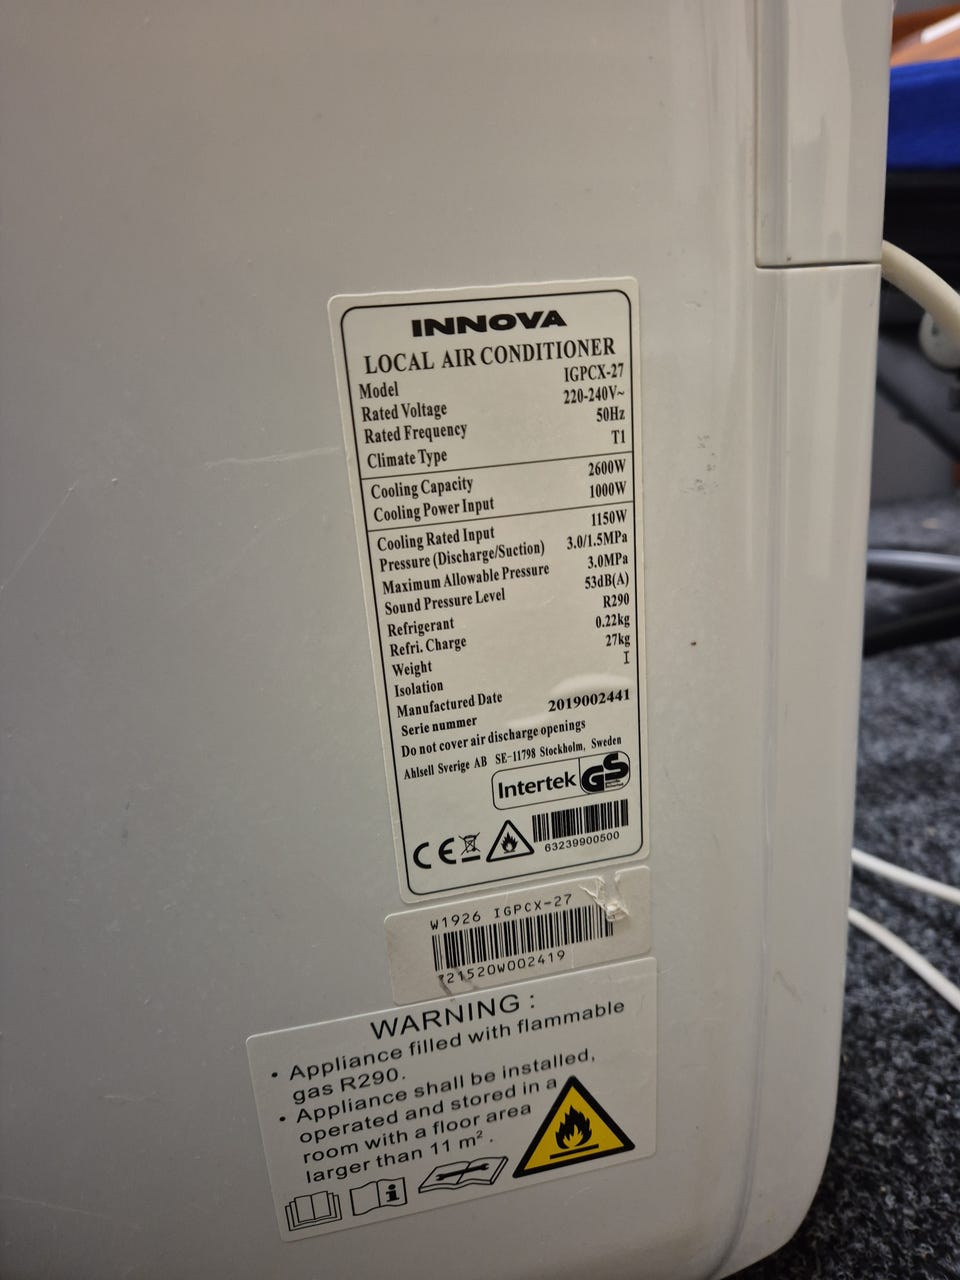 INNOVA
LOCAL AIR CONDITIONER
Model IGPCX-27
Rated Voltage 220-240V~
Rated Frequency 50Hz
Climate Type T1
Cooling Capacity 2600W
Cooling Power Input 1000W
Cooling Rated Input 1150W
Pressure (Discharge/Suction) 3.0/1.5MPa
Maximum Allowable Pressure 3.0MPa
Sound Pressure Level 53dB(A)
Refrigerant R290
Refri. Charge 0.22kg
Weight 27kg
Isolation I
Manufactured Date
Serie nummer 2019002441
Do not cover air discharge openings
Ahlsell Sverige AB SE-11798 Stockholm, Sweden
Intertek GS
CE
63239900500
W1926 IGPCX-27
21520W002419
WARNING :
• Appliance filled with flammable
gas R290.
• Appliance shall be installed,
operated and stored in a
room with a floor area
larger than 11 m².
i